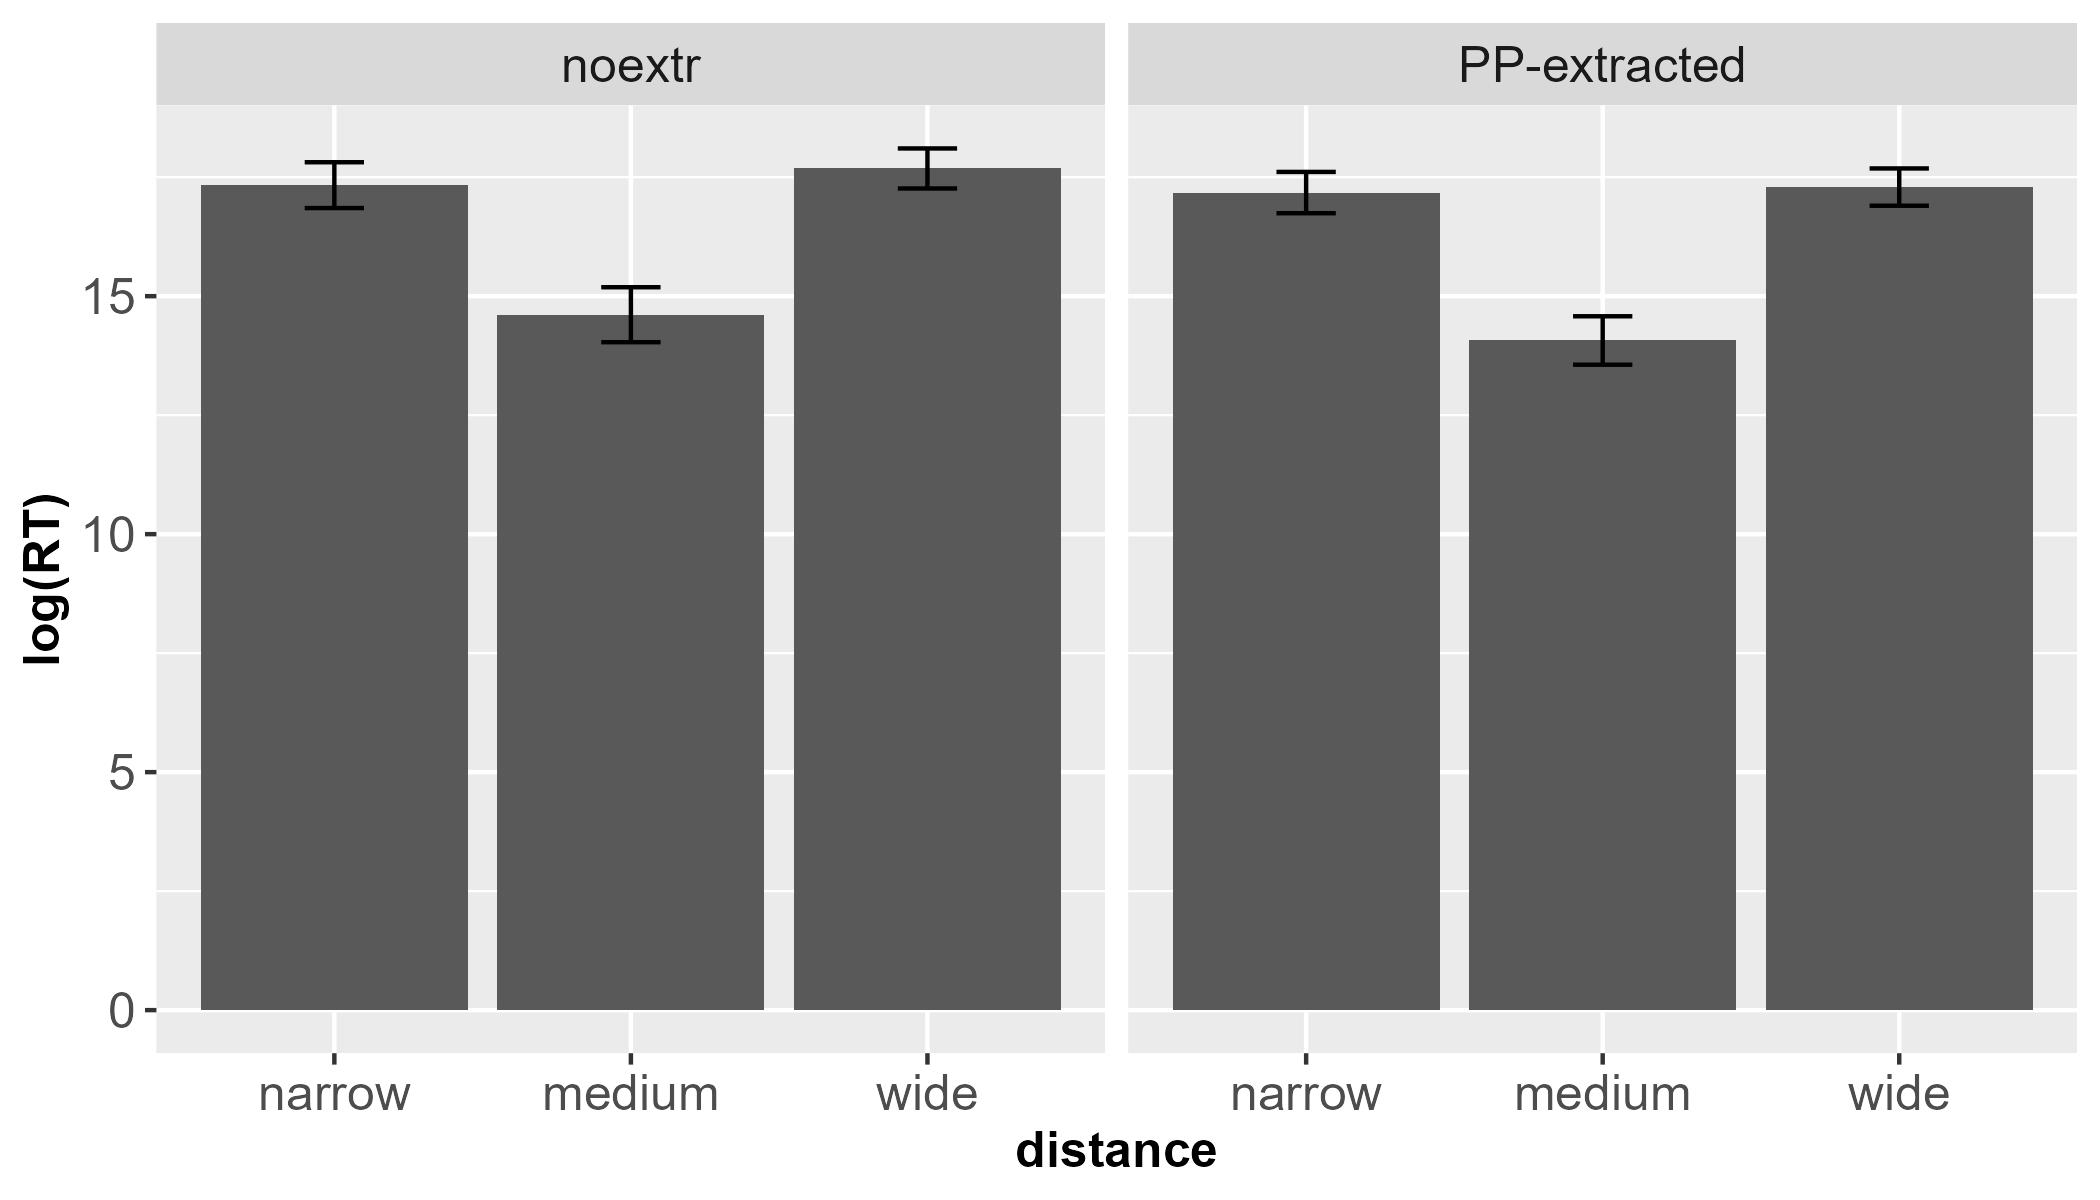 noextr PP-extracted
log(RT)
15
10
5
0
narrow medium wide narrow medium wide
distance